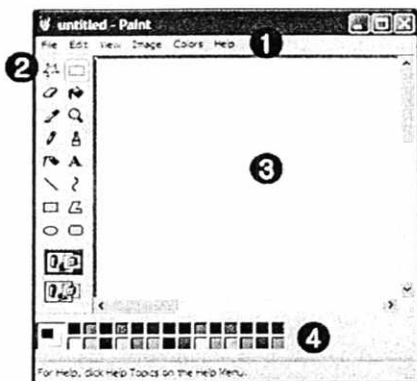 untitled - Paint
File Edit View Image Colors Help
1
2
A
3
4
For Help, click Help Topics on the Help Menu.